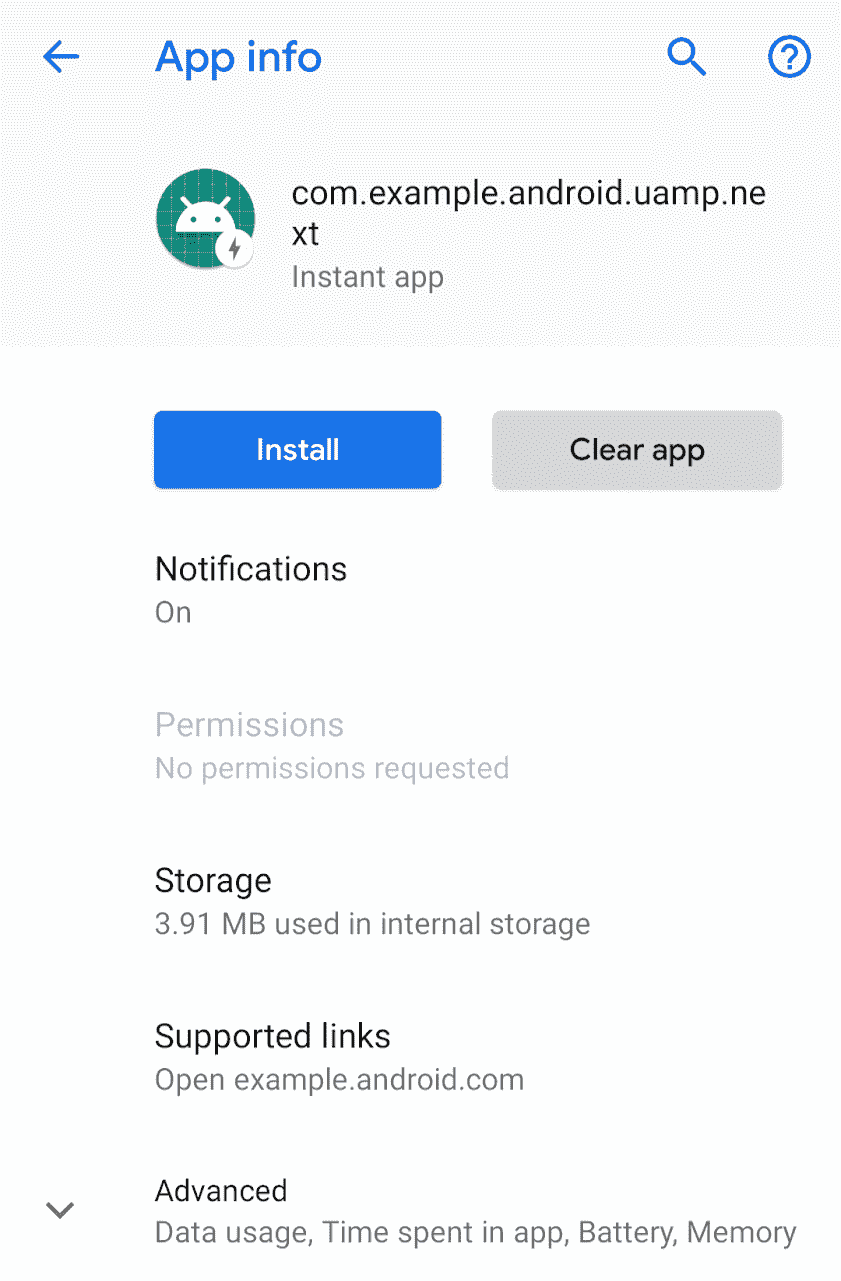 App info
com.example.android.uamp.ne
xt
Instant app
Install
Clear app
Notifications
On
Permissions
No permissions requested
Storage
3.91 MB used in internal storage
Supported links
Open example.android.com
Advanced
Data usage, Time spent in app, Battery, Memory